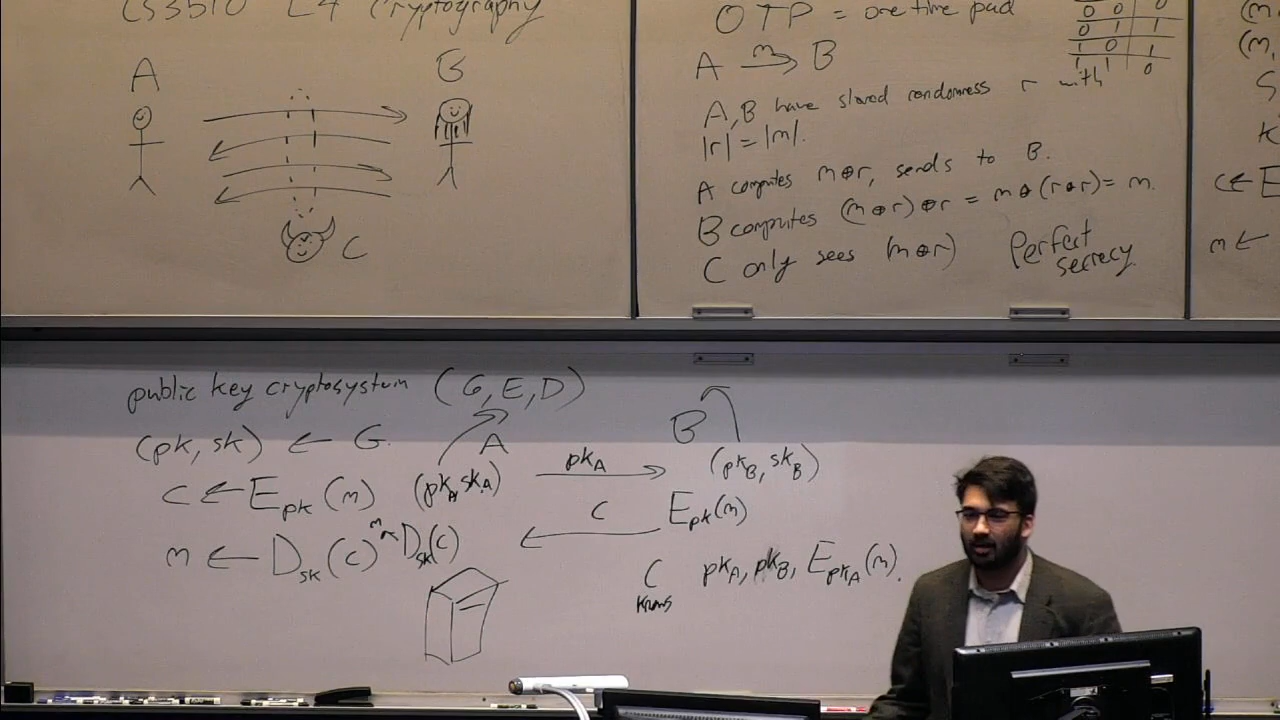 CS3510 L4 Cryptography
A
B
C
OTP = one time pad
A m B
0 0 0
0 1 1
1 0 1
1 1 0
A, B have shared randomness r with
|r| = |m|.
A computes m⊕r, sends to B.
B computes (m⊕r)⊕r = m⊕(r⊕r) = m.
C only sees (m⊕r)
Perfect
secrecy
(m,
(m,
S
K
c ← E
m ←
public key cryptosystem (G, E, D)
(pk, sk) ← G.
c ← E_pk(m)
m ← D_sk(c)
A
B
(pk_A, sk_A)
pk_A
(pk_B, sk_B)
c
E_pk(m)
m ← D_sk(c)
C pk_A, pk_B, E_pk_A(m).
knows